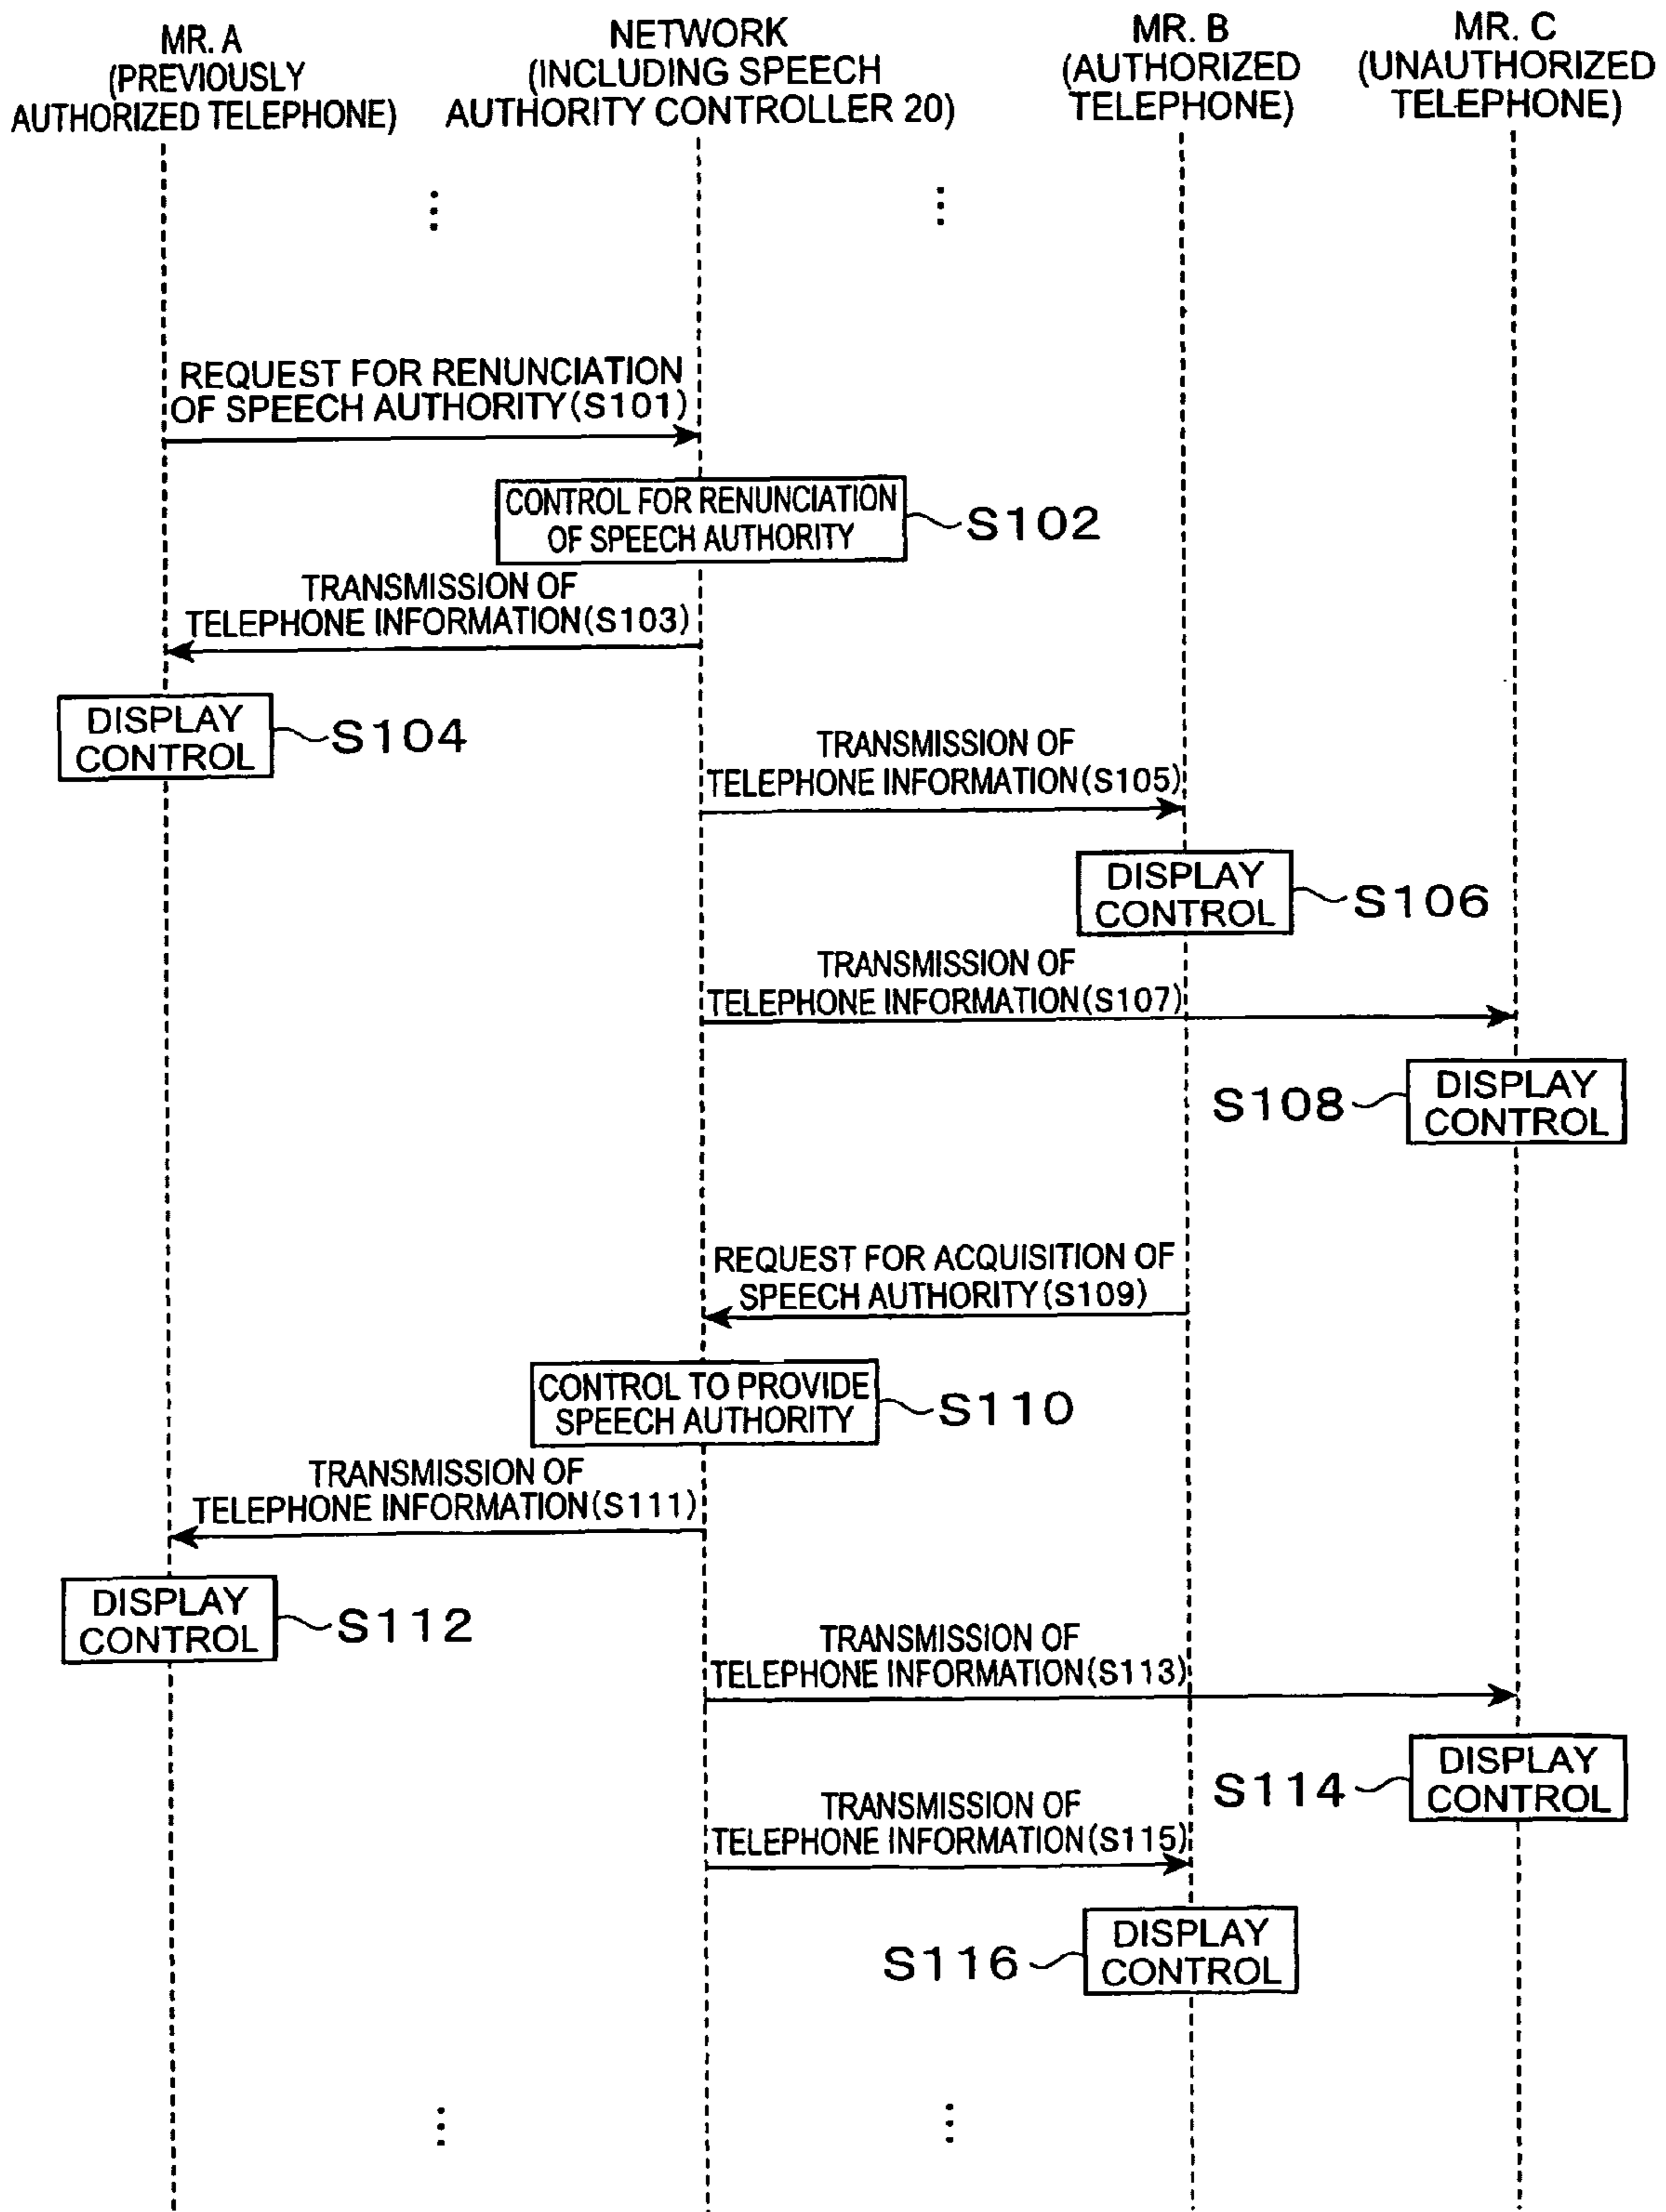 MR. A
(PREVIOUSLY
AUTHORIZED TELEPHONE)
NETWORK
(INCLUDING SPEECH
AUTHORITY CONTROLLER 20)
MR. B
(AUTHORIZED
TELEPHONE)
MR. C
(UNAUTHORIZED
TELEPHONE)
REQUEST FOR RENUNCIATION
OF SPEECH AUTHORITY(S101)
CONTROL FOR RENUNCIATION
OF SPEECH AUTHORITY
S102
TRANSMISSION OF
TELEPHONE INFORMATION(S103)
DISPLAY
CONTROL
S104
TRANSMISSION OF
TELEPHONE INFORMATION(S105)
DISPLAY
CONTROL
S106
TRANSMISSION OF
TELEPHONE INFORMATION(S107)
S108
DISPLAY
CONTROL
REQUEST FOR ACQUISITION OF
SPEECH AUTHORITY(S109)
CONTROL TO PROVIDE
SPEECH AUTHORITY
S110
TRANSMISSION OF
TELEPHONE INFORMATION(S111)
DISPLAY
CONTROL
S112
TRANSMISSION OF
TELEPHONE INFORMATION(S113)
S114
DISPLAY
CONTROL
TRANSMISSION OF
TELEPHONE INFORMATION(S115)
S116
DISPLAY
CONTROL